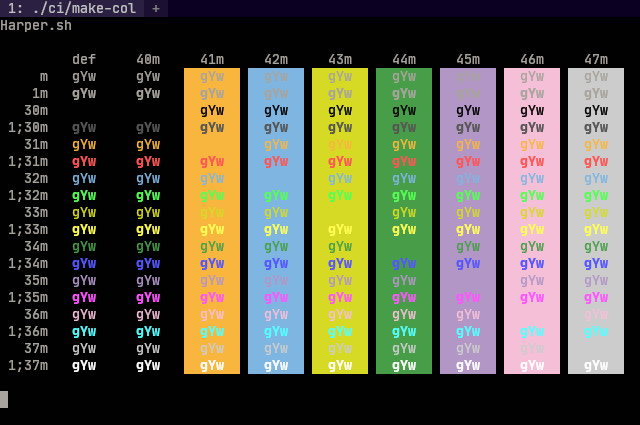 1: ./ci/make-col +
Harper.sh
def 40m 41m 42m 43m 44m 45m 46m 47m
m gYw gYw gYw gYw gYw gYw gYw gYw gYw
1m gYw gYw gYw gYw gYw gYw gYw gYw gYw
30m gYw gYw gYw gYw gYw gYw gYw
1;30m gYw gYw gYw gYw gYw gYw gYw gYw gYw
31m gYw gYw gYw gYw gYw gYw gYw gYw
1;31m gYw gYw gYw gYw gYw gYw gYw gYw gYw
32m gYw gYw gYw gYw gYw gYw gYw gYw
1;32m gYw gYw gYw gYw gYw gYw gYw gYw gYw
33m gYw gYw gYw gYw gYw gYw gYw gYw
1;33m gYw gYw gYw gYw gYw gYw gYw gYw gYw
34m gYw gYw gYw gYw gYw gYw gYw gYw
1;34m gYw gYw gYw gYw gYw gYw gYw gYw gYw
35m gYw gYw gYw gYw gYw gYw gYw gYw
1;35m gYw gYw gYw gYw gYw gYw gYw gYw gYw
36m gYw gYw gYw gYw gYw gYw gYw gYw
1;36m gYw gYw gYw gYw gYw gYw gYw gYw gYw
37m gYw gYw gYw gYw gYw gYw gYw gYw
1;37m gYw gYw gYw gYw gYw gYw gYw gYw gYw